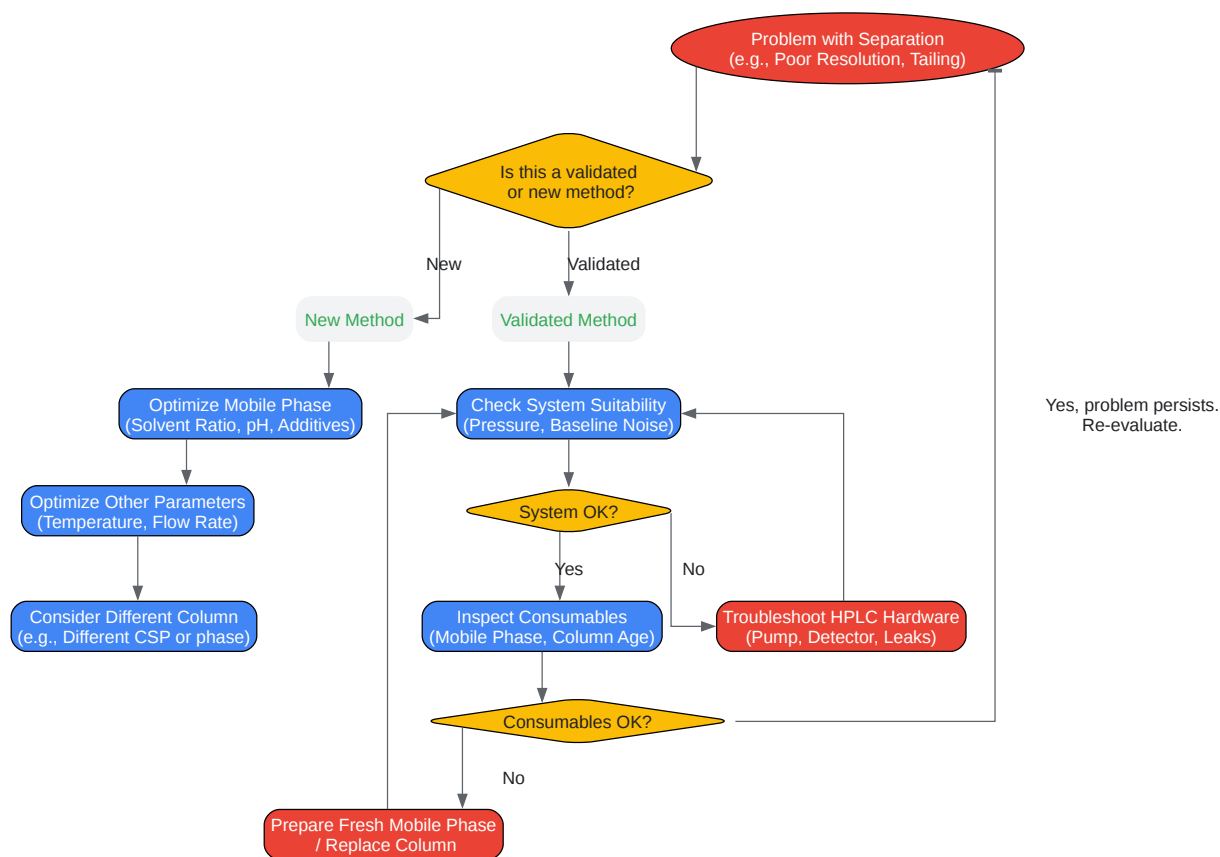 Problem with Separation
(e.g., Poor Resolution, Tailing)
Is this a validated
or new method?
New
Validated
New Method
Validated Method
Optimize Mobile Phase
(Solvent Ratio, pH, Additives)
Check System Suitability
(Pressure, Baseline Noise)
Yes, problem persists.
Re-evaluate.
Optimize Other Parameters
(Temperature, Flow Rate)
System OK?
Yes
No
Consider Different Column
(e.g., Different CSP or phase)
Inspect Consumables
(Mobile Phase, Column Age)
Troubleshoot HPLC Hardware
(Pump, Detector, Leaks)
Consumables OK?
No
Prepare Fresh Mobile Phase
/ Replace Column